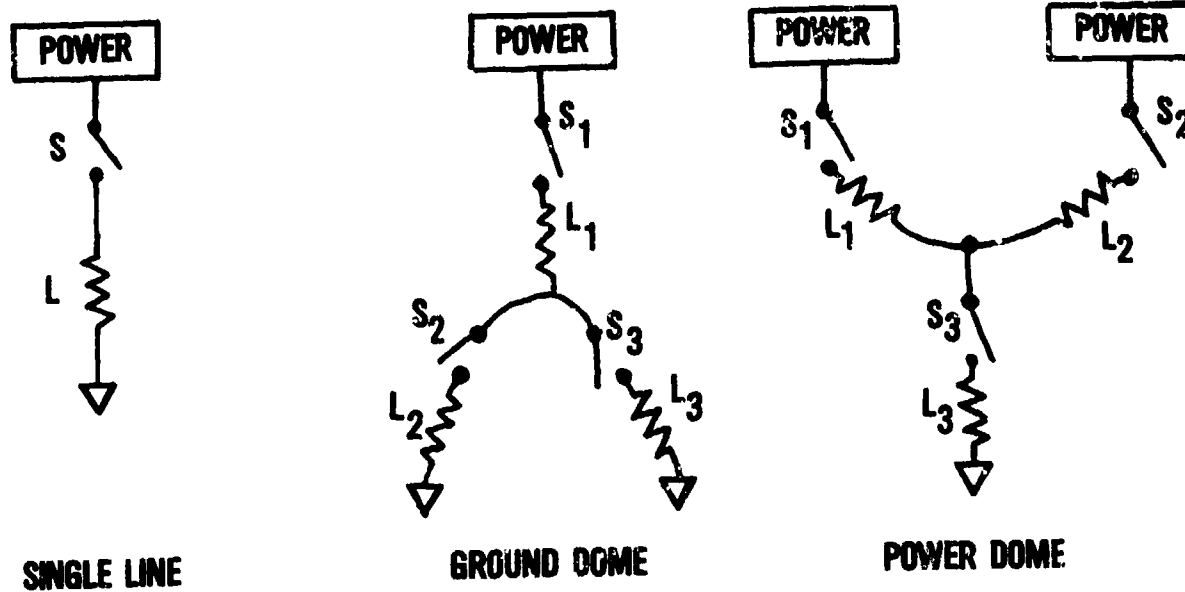 POWER
S
L
SINGLE LINE
POWER
S1
L1
S2
S3
L2
L3
GROUND DOME
POWER
POWER
S1
S2
L1
L2
S3
L3
POWER DOME